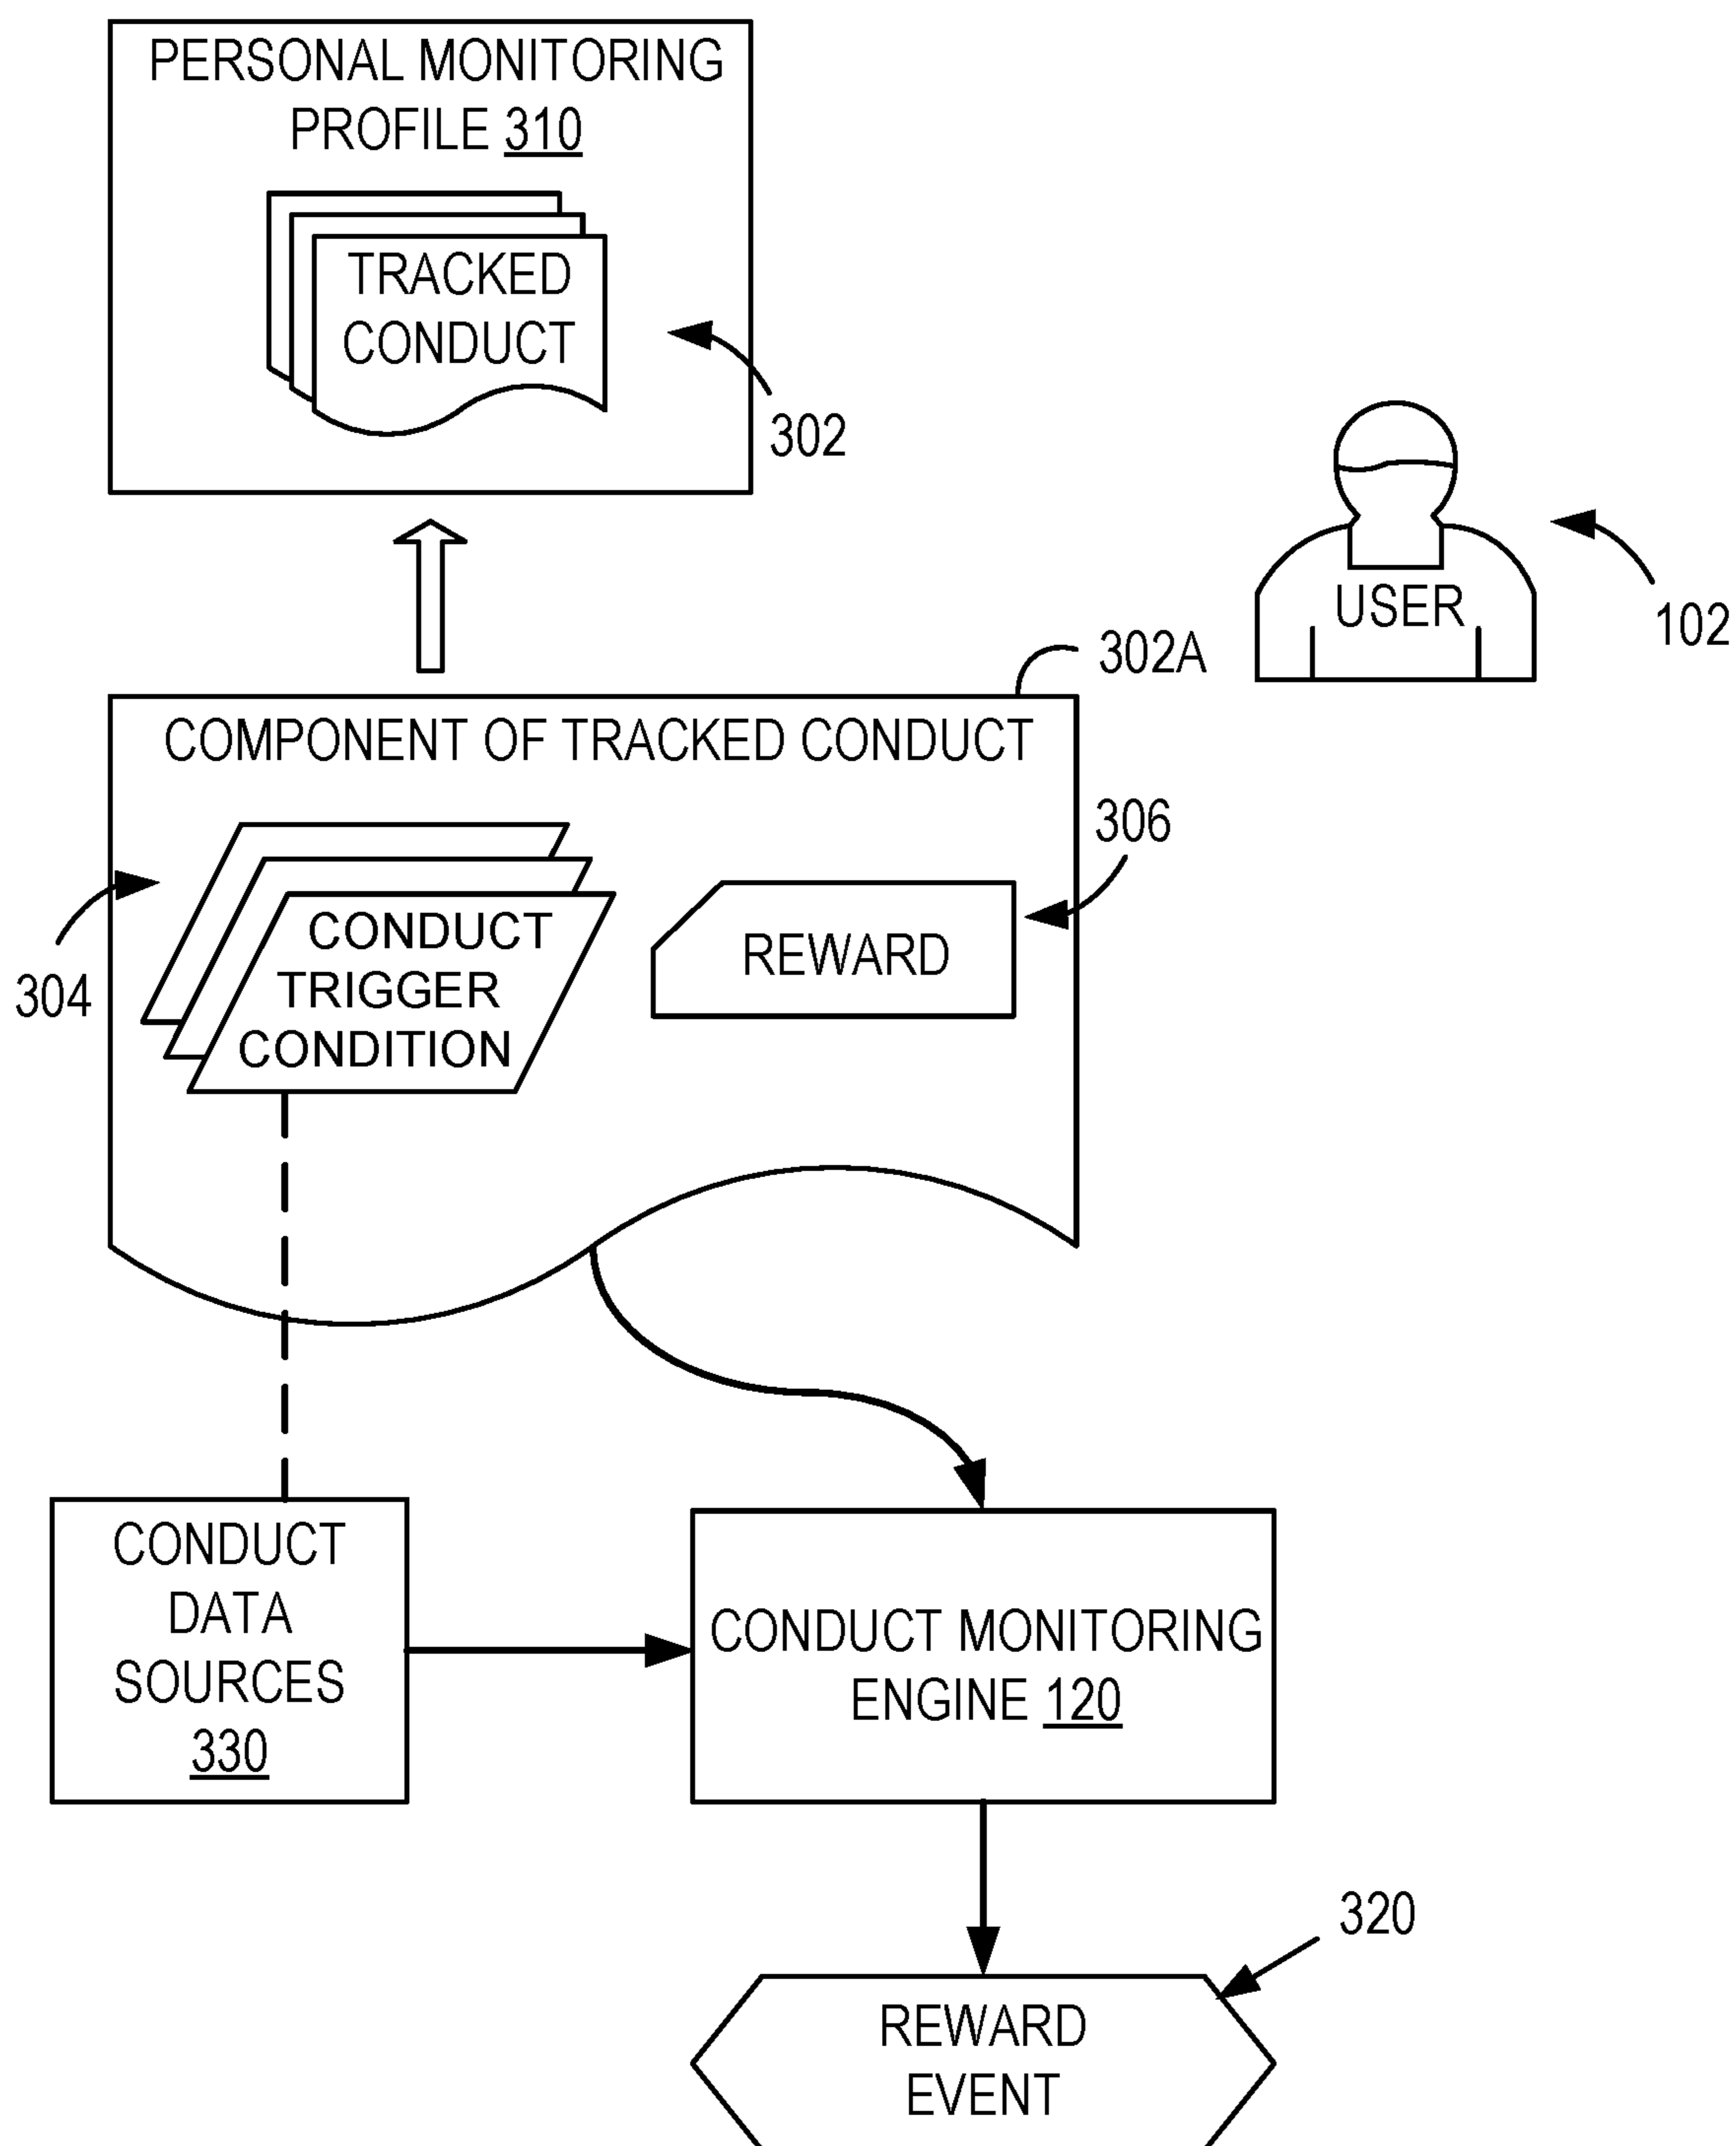 PERSONAL MONITORING
PROFILE 310
TRACKED
CONDUCT
302
USER
102
302A
COMPONENT OF TRACKED CONDUCT
306
304
CONDUCT
TRIGGER
CONDITION
REWARD
CONDUCT
DATA
SOURCES
330
CONDUCT MONITORING
ENGINE 120
320
REWARD
EVENT